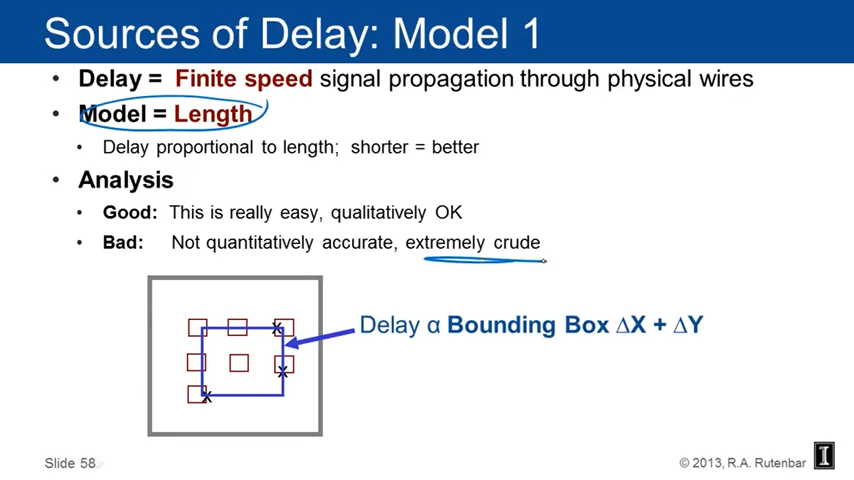 Sources of Delay: Model 1
• Delay = Finite speed signal propagation through physical wires
• Model = Length
• Delay proportional to length; shorter = better
• Analysis
• Good: This is really easy, qualitatively OK
• Bad: Not quantitatively accurate, extremely crude
x
Delay α Bounding Box ∆X + ∆Y
x
x
Slide 58
© 2013, R.A. Rutenbar
I